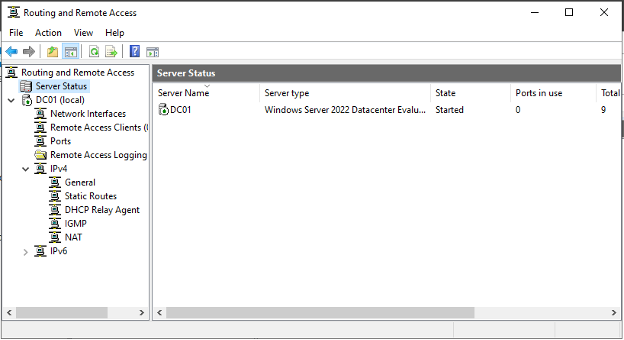 Routing and Remote Access
File Action View Help
Routing and Remote Access
Server Status
DC01 (local)
Network Interfaces
Remote Access Clients (
Ports
Remote Access Logging
IPv4
General
Static Routes
DHCP Relay Agent
IGMP
NAT
IPv6
Server Status
Server Name Server type State Ports in use Total
DC01 Windows Server 2022 Datacenter Evalu... Started 0 9